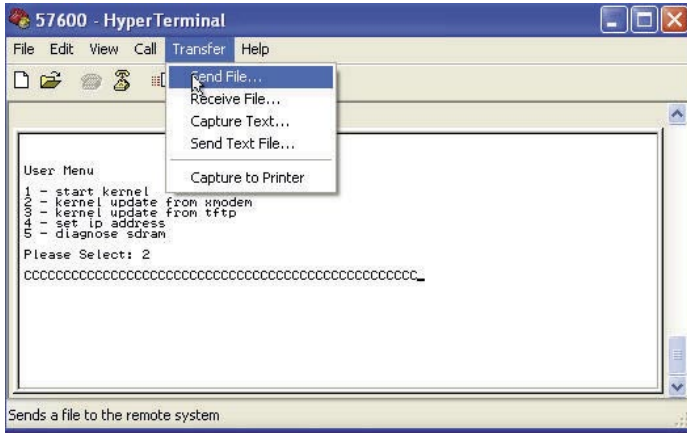 57600 - HyperTerminal
File Edit View Call Transfer Help
Send File...
Receive File...
Capture Text...
Send Text File...
Capture to Printer
User Menu
1 - start kernel
2 - kernel update from xmodem
3 - kernel update from tftp
4 - set ip address
5 - diagnose sdram
Please Select: 2
CCCCCCCCCCCCCCCCCCCCCCCCCCCCCCCCCCCCCCCCCCCCCCCCCC_
Sends a file to the remote system